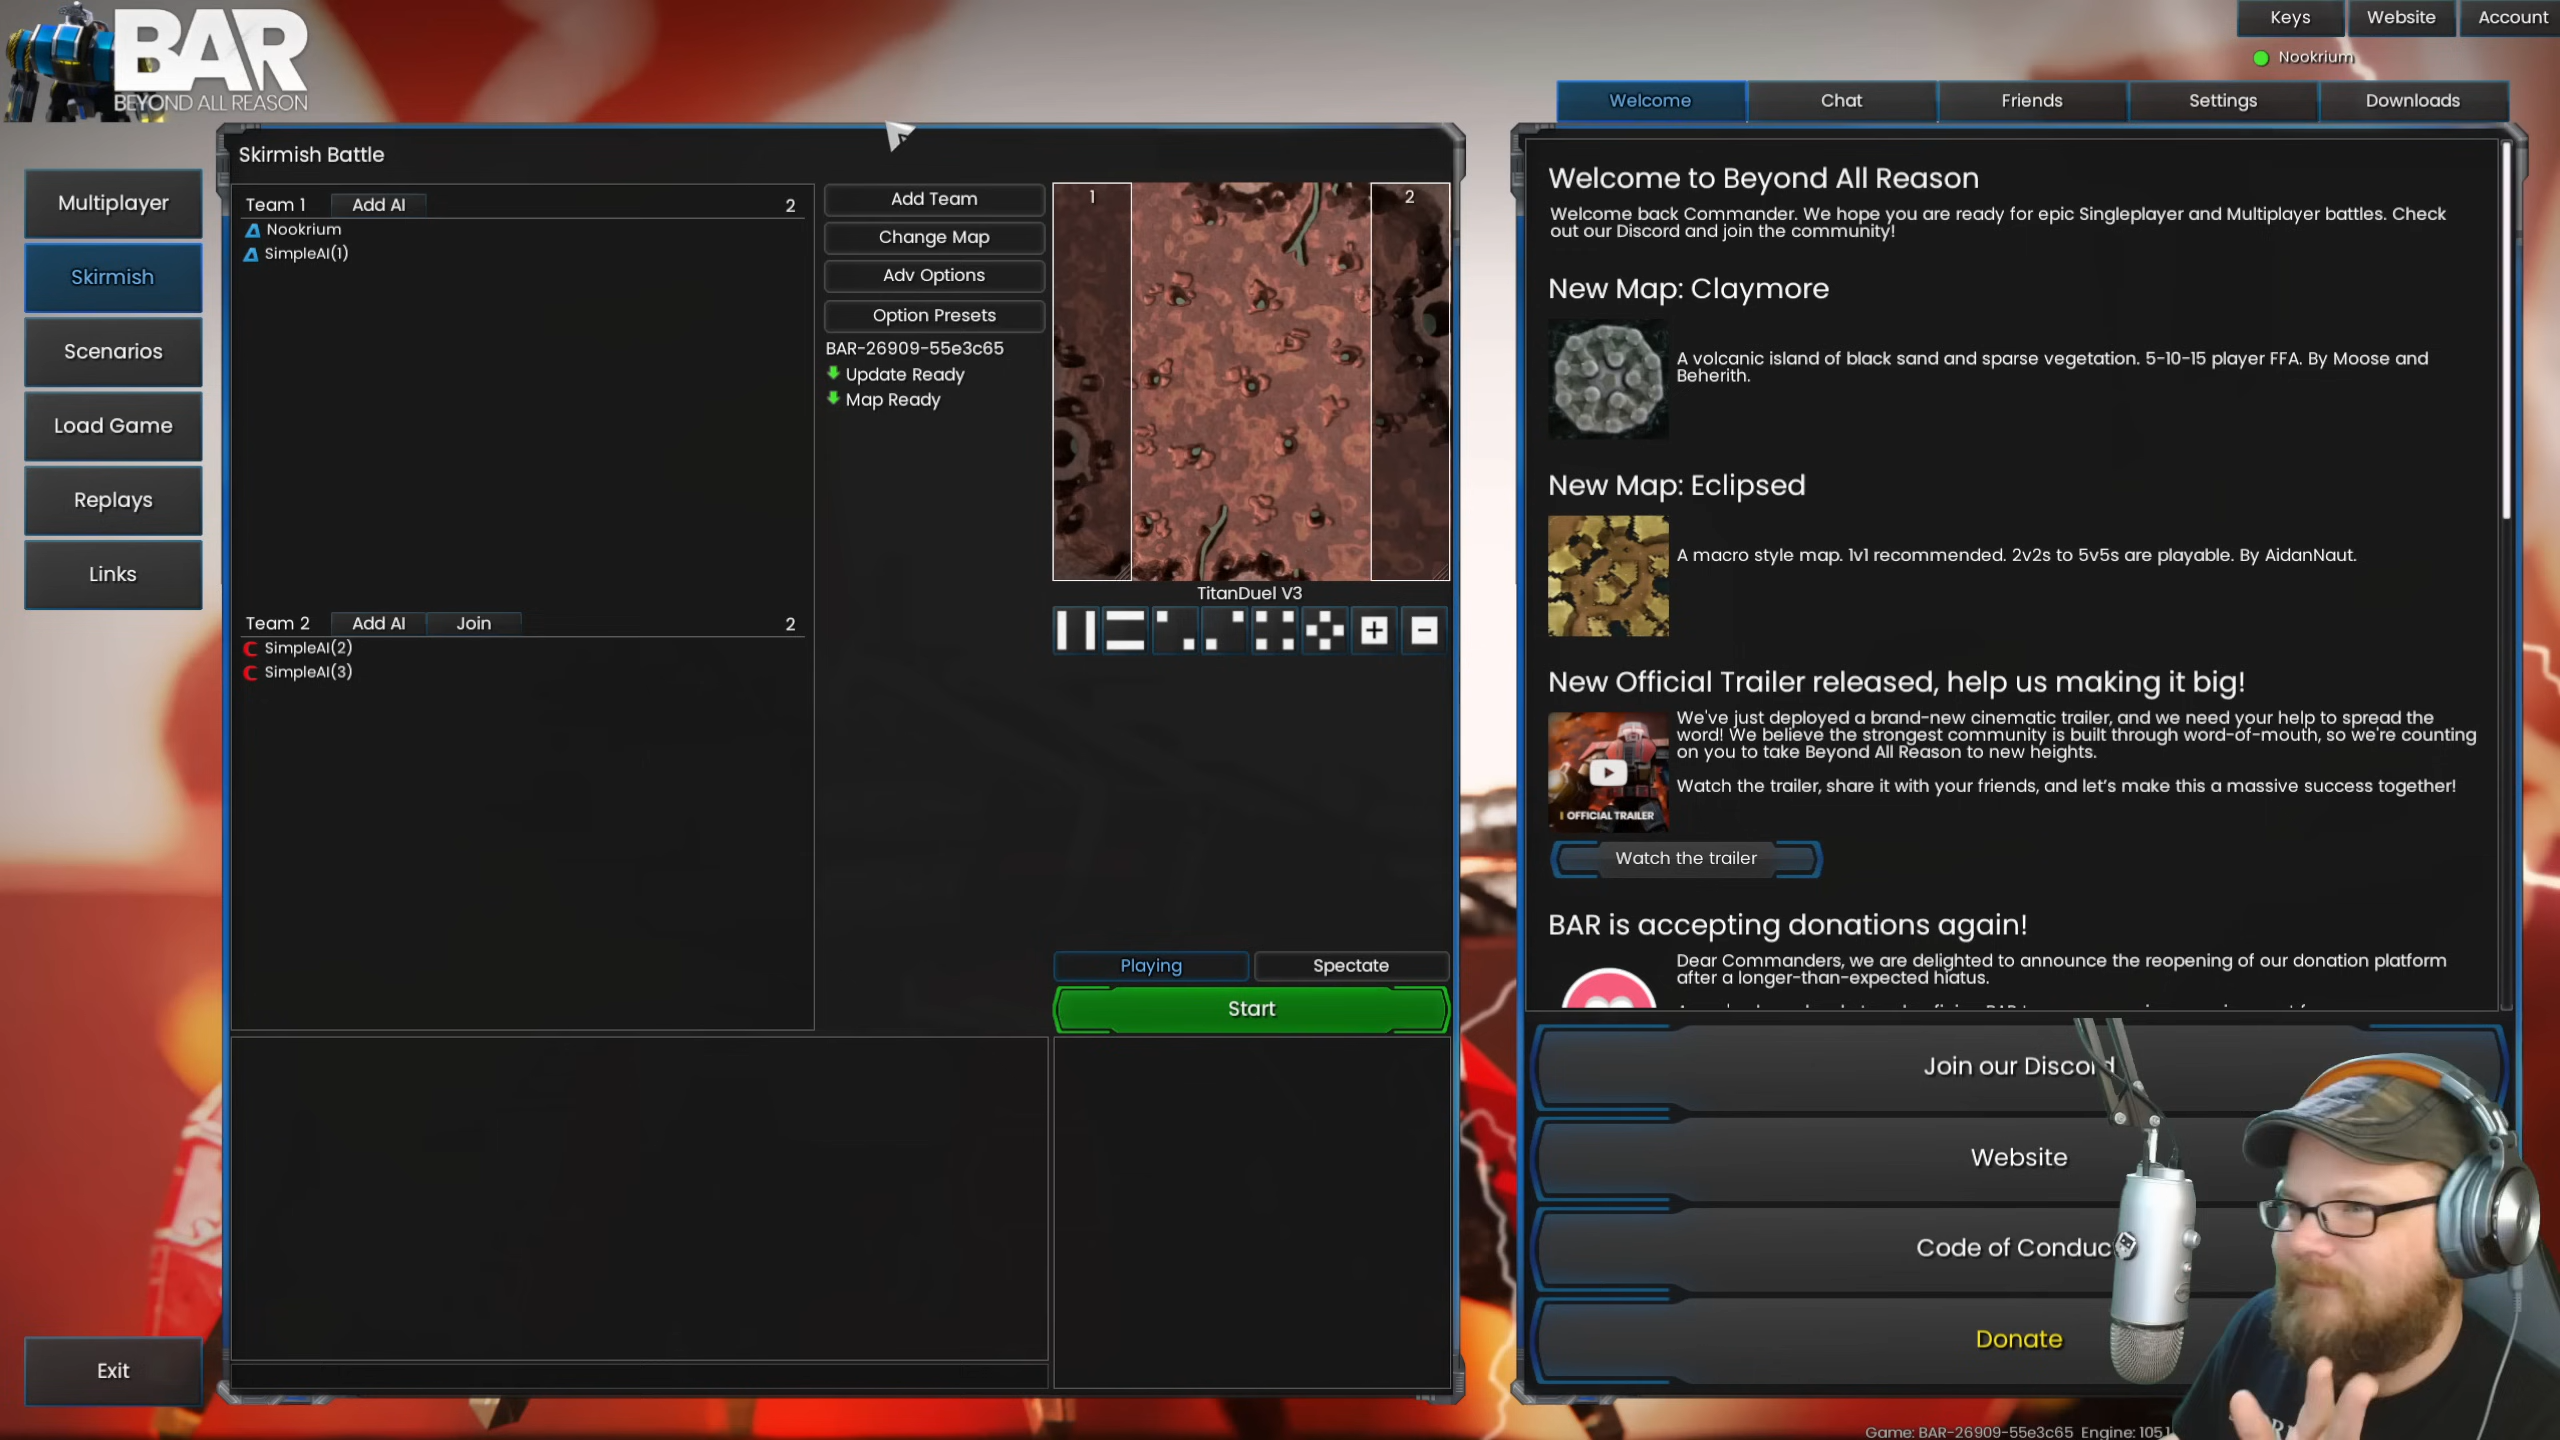 BAR
BEYOND ALL REASON
Keys
Website
Account
Nookrium
Welcome
Chat
Friends
Settings
Downloads
Multiplayer
Skirmish
Scenarios
Load Game
Replays
Links
Exit
Skirmish Battle
Team 1
Add AI
2
Nookrium
SimpleAI(1)
Team 2
Add AI
Join
2
SimpleAI(2)
SimpleAI(3)
Add Team
Change Map
Adv Options
Option Presets
BAR-26909-55e3c65
Update Ready
Map Ready
1
2
TitanDuel V3
Playing
Spectate
Start
Welcome to Beyond All Reason
Welcome back Commander. We hope you are ready for epic Singleplayer and Multiplayer battles. Check
out our Discord and join the community!
New Map: Claymore
A volcanic island of black sand and sparse vegetation. 5-10-15 player FFA. By Moose and
Beherith.
New Map: Eclipsed
A macro style map. 1v1 recommended. 2v2s to 5v5s are playable. By AidanNaut.
New Official Trailer released, help us making it big!
We've just deployed a brand-new cinematic trailer, and we need your help to spread the
word! We believe the strongest community is built through word-of-mouth, so we're counting
on you to take Beyond All Reason to new heights.
Watch the trailer, share it with your friends, and let's make this a massive success together!
OFFICIAL TRAILER
Watch the trailer
BAR is accepting donations again!
Dear Commanders, we are delighted to announce the reopening of our donation platform
after a longer-than-expected hiatus.
Join our Discord
Website
Code of Conduc
Donate
Game: BAR-26909-55e3c65 Engine: 105.1